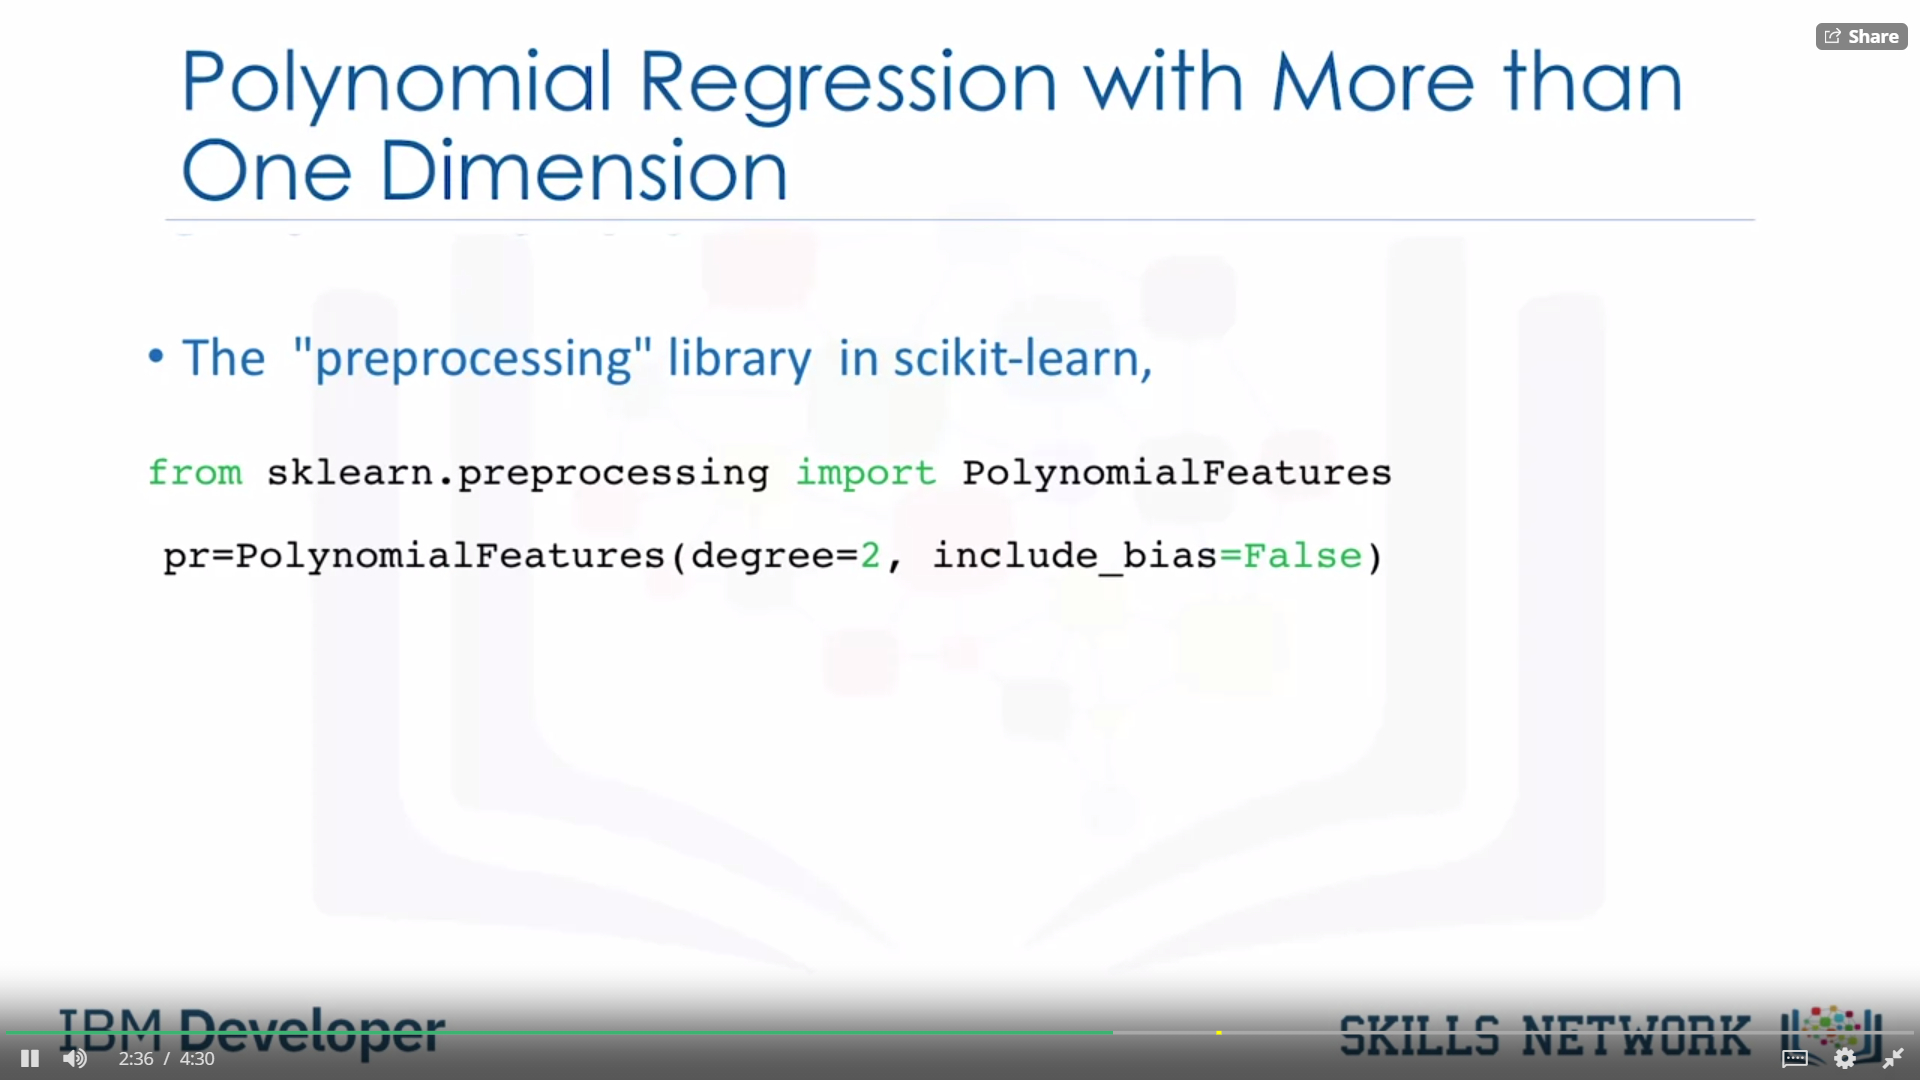 Share
Polynomial Regression with More than
One Dimension
• The "preprocessing" library in scikit-learn,
from sklearn.preprocessing import PolynomialFeatures
pr=PolynomialFeatures(degree=2, include_bias=False)
IBM Developer
SKILLS NETWORK
2:36 / 4:30